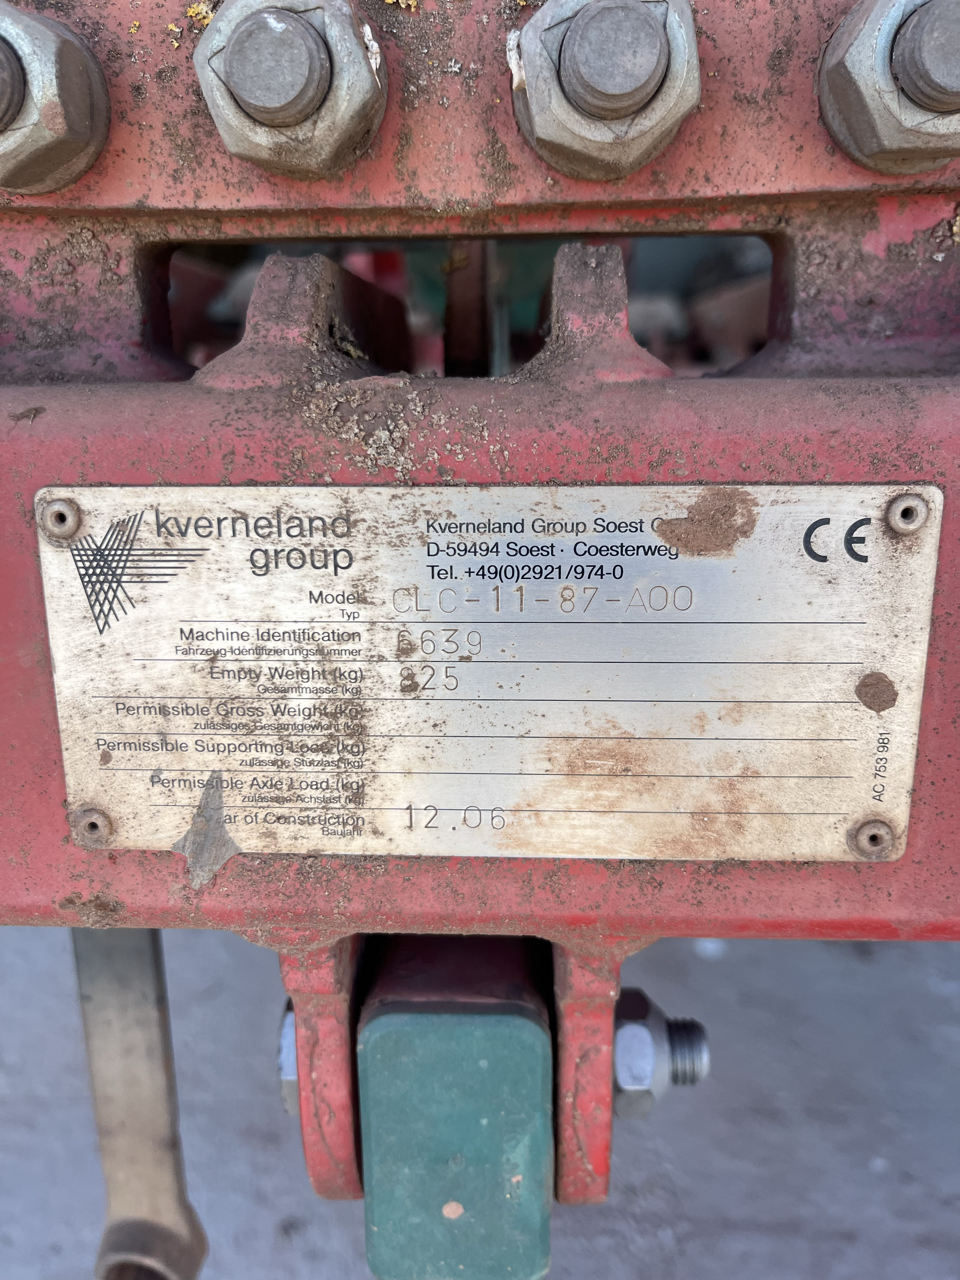 kverneland
group
Kverneland Group Soest
D-59494 Soest · Coesterweg
Tel. +49(0)2921/974-0
CE
Model
Typ
CLC-11-87-A00
Machine Identification
Fahrzeug-Identifizierungsnummer
6639
Empty Weight (kg)
Gesamtmasse (kg)
825
Permissible Gross Weight (kg)
zulässiges Gesamtgewicht (kg)
Permissible Supporting Load (kg)
zulässige Stützlast (kg)
Permissible Axle Load (kg)
zulässige Achslast (kg)
of Construction
Baujahr
12.06
AC 753 981